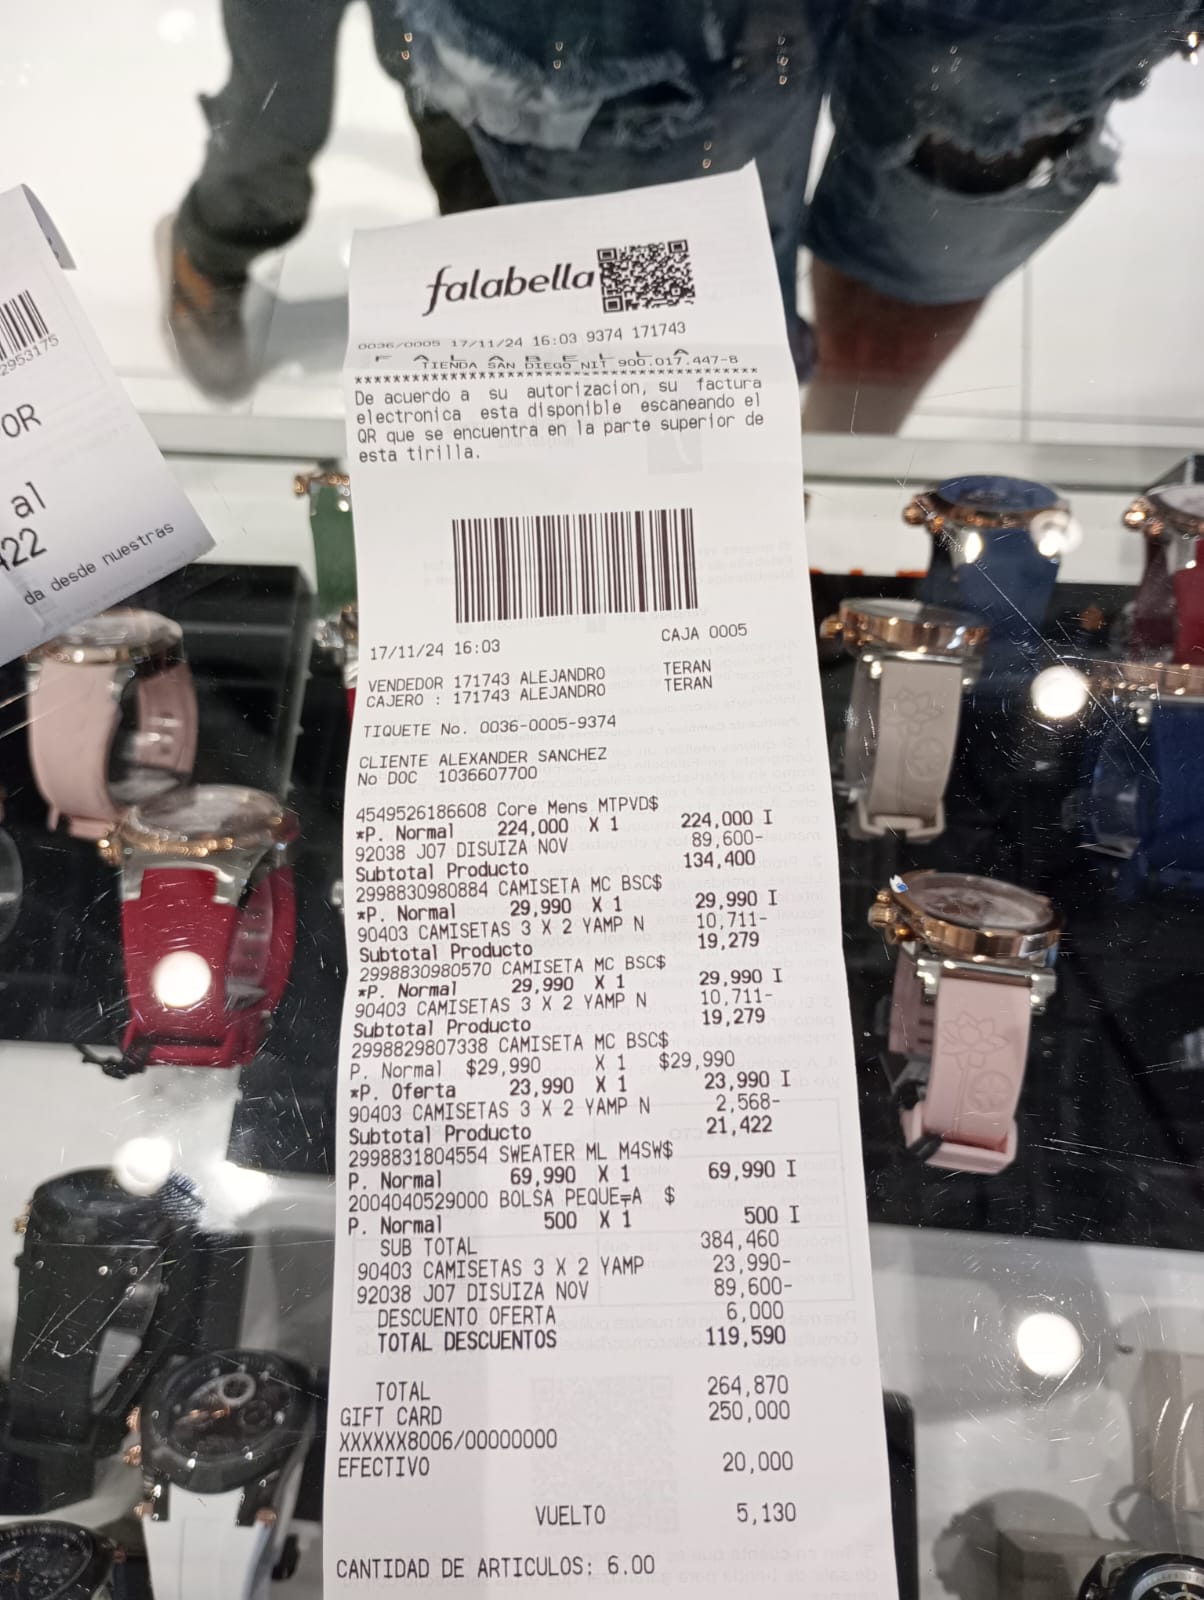 falabella
0036/0005 17/11/24 16:03 9374 171743
F A L A B E L L A
TIENDA SAN DIEGO NIT 900.017.447-8
******************************************
De acuerdo a su autorizacion, su factura
electronica esta disponible escaneando el
QR que se encuentra en la parte superior de
esta tirilla.
17/11/24 16:03 CAJA 0005
VENDEDOR 171743 ALEJANDRO TERAN
CAJERO : 171743 ALEJANDRO TERAN
TIQUETE No. 0036-0005-9374
CLIENTE ALEXANDER SANCHEZ
No DOC 1036607700
4549526186608 Core Mens MTPVD$
*P. Normal 224,000 X 1 224,000 I
92038 J07 DISUIZA NOV 89,600-
Subtotal Producto 134,400
2998830980884 CAMISETA MC BSC$
*P. Normal 29,990 X 1 29,990 I
90403 CAMISETAS 3 X 2 YAMP N 10,711-
Subtotal Producto 19,279
2998830980570 CAMISETA MC BSC$
*P. Normal 29,990 X 1 29,990 I
90403 CAMISETAS 3 X 2 YAMP N 10,711-
Subtotal Producto 19,279
2998829807338 CAMISETA MC BSC$
P. Normal $29,990 X 1 $29,990
*P. Oferta 23,990 X 1 23,990 I
90403 CAMISETAS 3 X 2 YAMP N 2,568-
Subtotal Producto 21,422
2998831804554 SWEATER ML M4SW$
P. Normal 69,990 X 1 69,990 I
2004040529000 BOLSA PEQUE╤A $
P. Normal 500 X 1 500 I
SUB TOTAL 384,460
90403 CAMISETAS 3 X 2 YAMP 23,990-
92038 J07 DISUIZA NOV 89,600-
DESCUENTO OFERTA 6,000
TOTAL DESCUENTOS 119,590
TOTAL 264,870
GIFT CARD 250,000
XXXXXX8006/00000000
EFECTIVO 20,000
VUELTO 5,130
CANTIDAD DE ARTICULOS: 6.00
2953175
OR
al
422
da desde nuestras